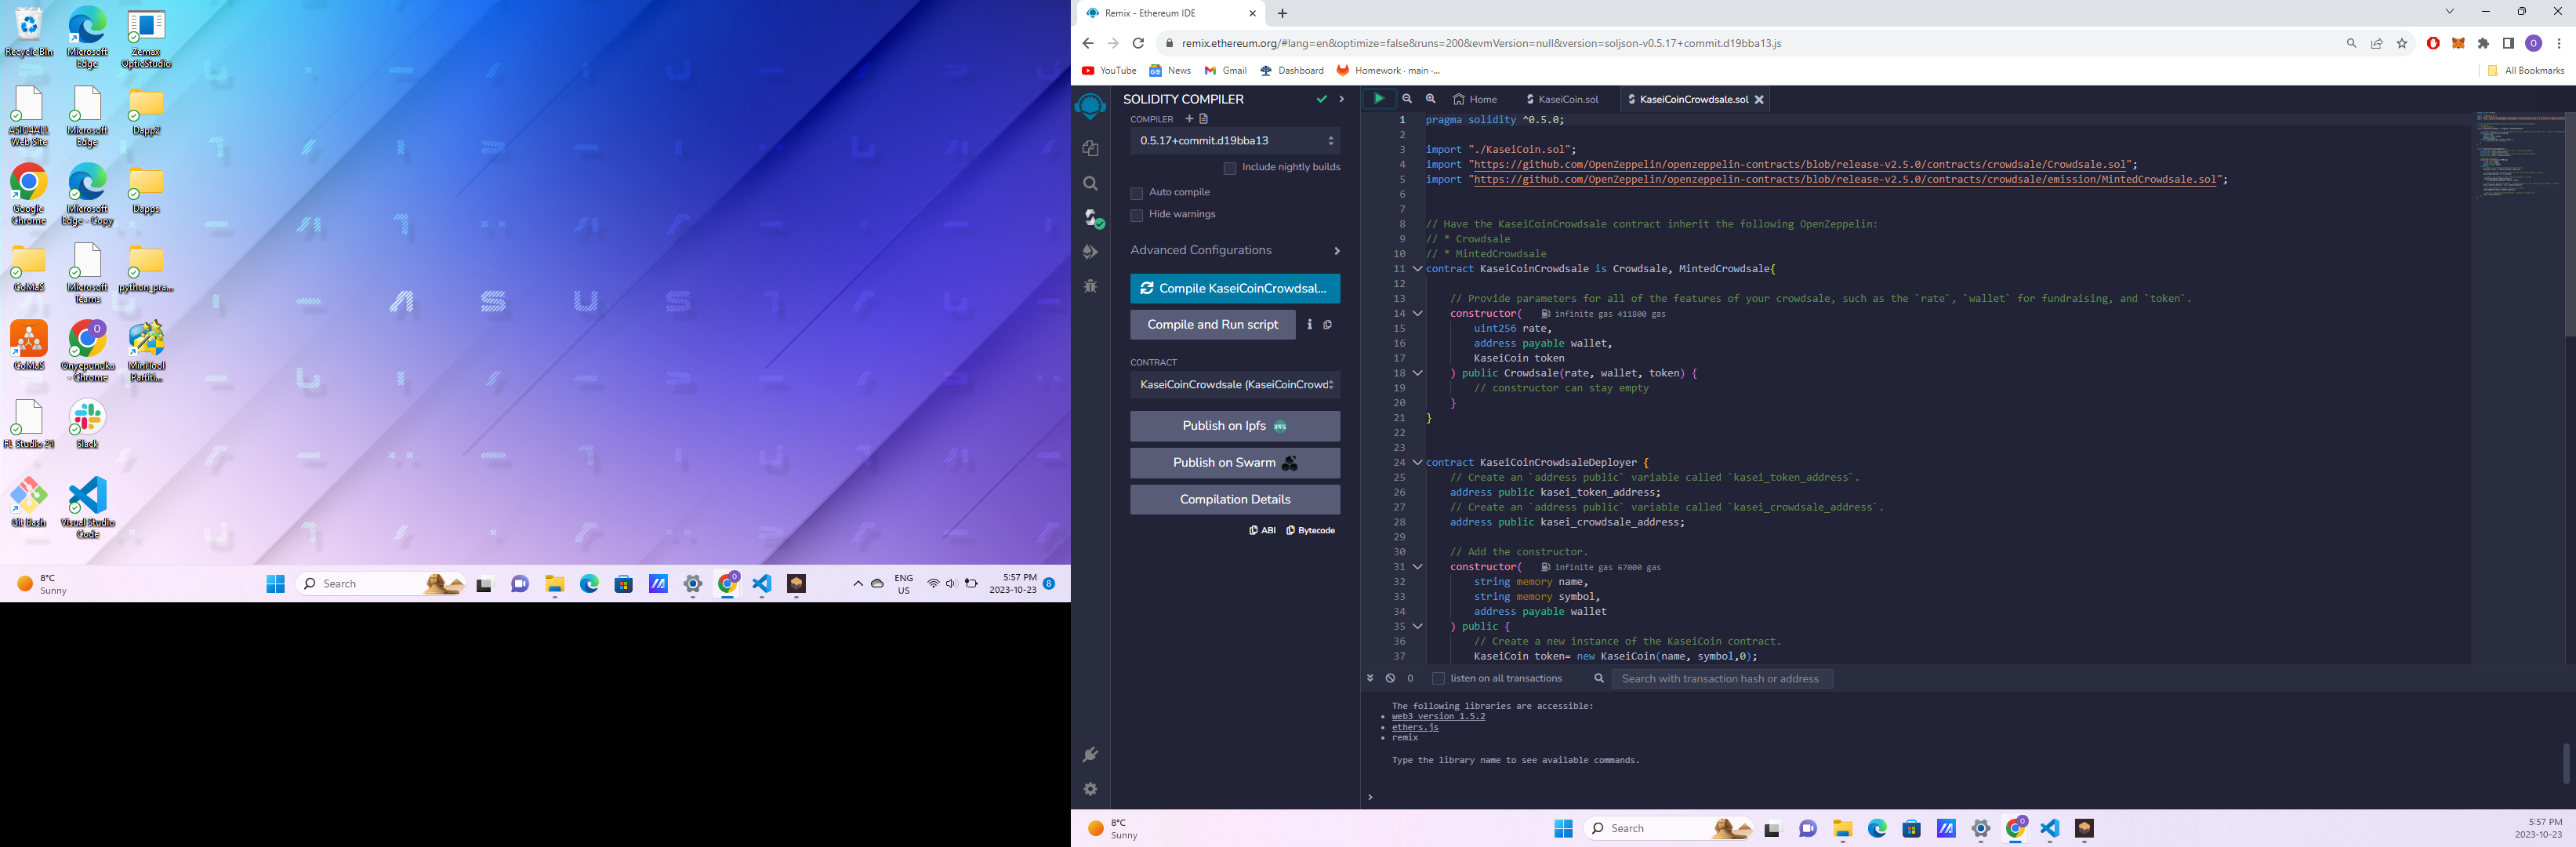 Recycle Bin
Microsoft Edge
Zemax OpticStudio
ASIO4ALL Web Site
Microsoft Edge
Dapp2
Google Chrome
Microsoft Edge - Copy
Dapps
CoMaS
Microsoft Teams
python_pra...
CoMaS
Onyepunuka - Chrome
MiniTool Partiti...
FL Studio 21
Slack
Git Bash
Visual Studio Code
ASUS
8°C
Sunny
Search
ENG
US
5:57 PM
2023-10-23
8
Remix - Ethereum IDE
remix.ethereum.org/#lang=en&optimize=false&runs=200&evmVersion=null&version=soljson-v0.5.17+commit.d19bba13.js
YouTube
News
Gmail
Dashboard
Homework · main ·...
All Bookmarks
SOLIDITY COMPILER
COMPILER
0.5.17+commit.d19bba13
Include nightly builds
Auto compile
Hide warnings
Advanced Configurations
Compile KaseiCoinCrowdsal...
Compile and Run script
CONTRACT
KaseiCoinCrowdsale (KaseiCoinCrowd
Publish on Ipfs
IPFS
Publish on Swarm
Compilation Details
ABI
Bytecode
Home
KaseiCoin.sol
KaseiCoinCrowdsale.sol
1 pragma solidity ^0.5.0;
2
3 import "./KaseiCoin.sol";
4 import "https://github.com/OpenZeppelin/openzeppelin-contracts/blob/release-v2.5.0/contracts/crowdsale/Crowdsale.sol";
5 import "https://github.com/OpenZeppelin/openzeppelin-contracts/blob/release-v2.5.0/contracts/crowdsale/emission/MintedCrowdsale.sol";
6
7
8 // Have the KaseiCoinCrowdsale contract inherit the following OpenZeppelin:
9 // * Crowdsale
10 // * MintedCrowdsale
11 contract KaseiCoinCrowdsale is Crowdsale, MintedCrowdsale{
12
13 // Provide parameters for all of the features of your crowdsale, such as the `rate`, `wallet` for fundraising, and `token`.
14 constructor( infinite gas 411800 gas
15 uint256 rate,
16 address payable wallet,
17 KaseiCoin token
18 ) public Crowdsale(rate, wallet, token) {
19 // constructor can stay empty
20 }
21 }
22
23
24 contract KaseiCoinCrowdsaleDeployer {
25 // Create an `address public` variable called `kasei_token_address`.
26 address public kasei_token_address;
27 // Create an `address public` variable called `kasei_crowdsale_address`.
28 address public kasei_crowdsale_address;
29
30 // Add the constructor.
31 constructor( infinite gas 67000 gas
32 string memory name,
33 string memory symbol,
34 address payable wallet
35 ) public {
36 // Create a new instance of the KaseiCoin contract.
37 KaseiCoin token= new KaseiCoin(name, symbol,0);
0
listen on all transactions
Search with transaction hash or address
The following libraries are accessible:
• web3 version 1.5.2
• ethers.js
• remix
Type the library name to see available commands.
>
8°C
Sunny
Search
5:57 PM
2023-10-23